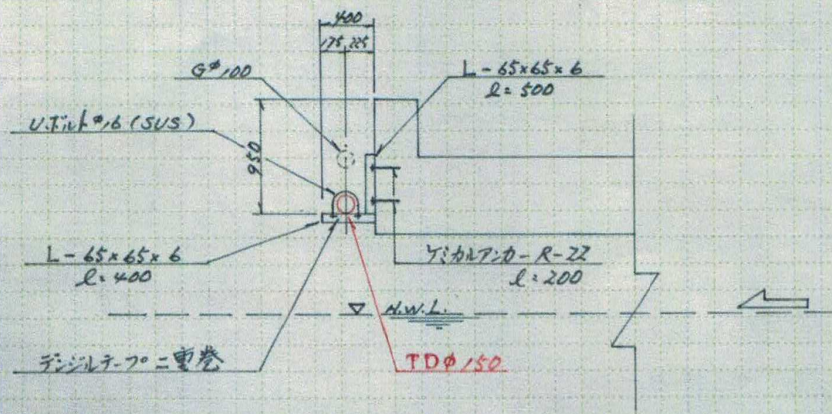 400
175 225
Gφ100
L-65×65×6
l=500
U.ボルトφ16(SUS)
950
L-65×65×6
l=400
ケミカルアンカー R-22
l=200
H.W.L.
デンジルテープ二重巻
TDφ150